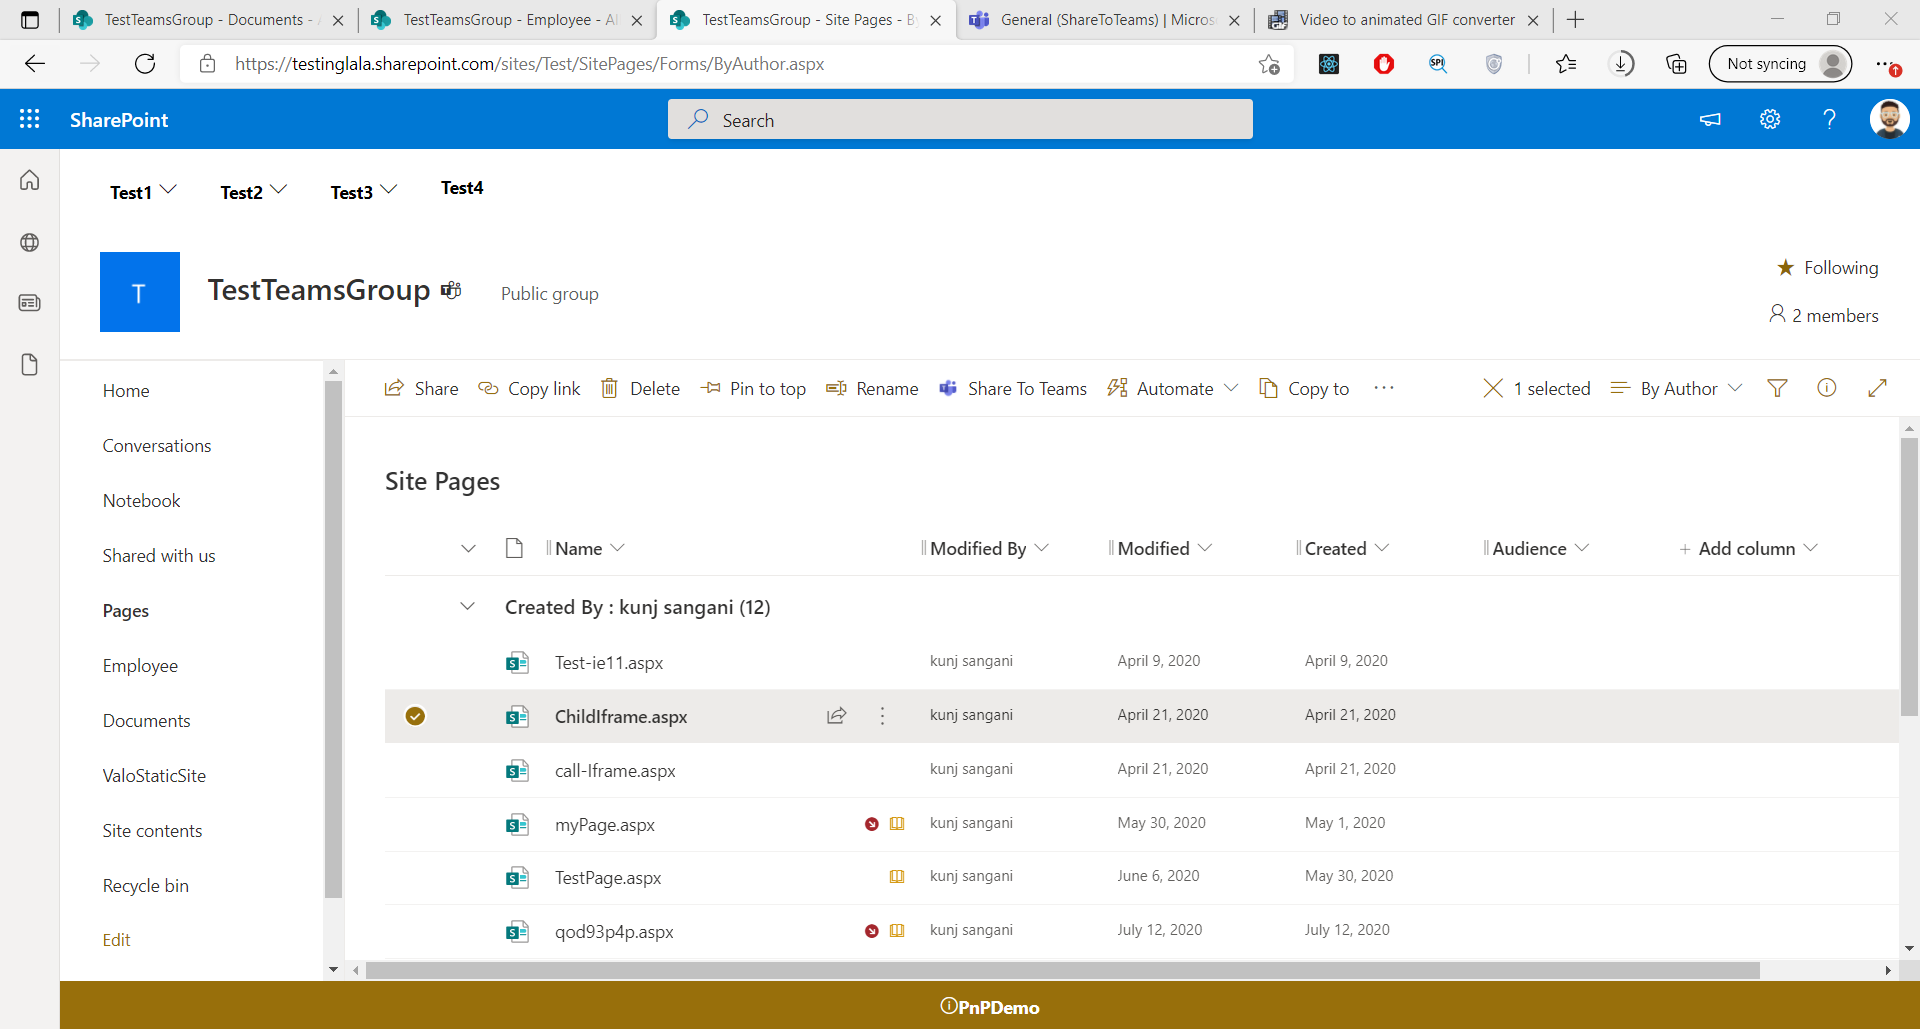 TestTeamsGroup - Documents -
TestTeamsGroup - Employee - Al
TestTeamsGroup - Site Pages - By
General (ShareToTeams) | Micros
Video to animated GIF converter
https://testinglala.sharepoint.com/sites/Test/SitePages/Forms/ByAuthor.aspx
SPI
Not syncing
SharePoint
Search
Test1
Test2
Test3
Test4
T
TestTeamsGroup
Public group
Following
2 members
Home
Conversations
Notebook
Shared with us
Pages
Employee
Documents
ValoStaticSite
Site contents
Recycle bin
Edit
Share
Copy link
Delete
Pin to top
Rename
Share To Teams
Automate
Copy to
1 selected
By Author
Site Pages
Name Modified By Modified Created Audience + Add column
Created By : kunj sangani (12)
Test-ie11.aspx kunj sangani April 9, 2020 April 9, 2020
ChildIframe.aspx kunj sangani April 21, 2020 April 21, 2020
call-Iframe.aspx kunj sangani April 21, 2020 April 21, 2020
myPage.aspx kunj sangani May 30, 2020 May 1, 2020
TestPage.aspx kunj sangani June 6, 2020 May 30, 2020
qod93p4p.aspx kunj sangani July 12, 2020 July 12, 2020
PnPDemo